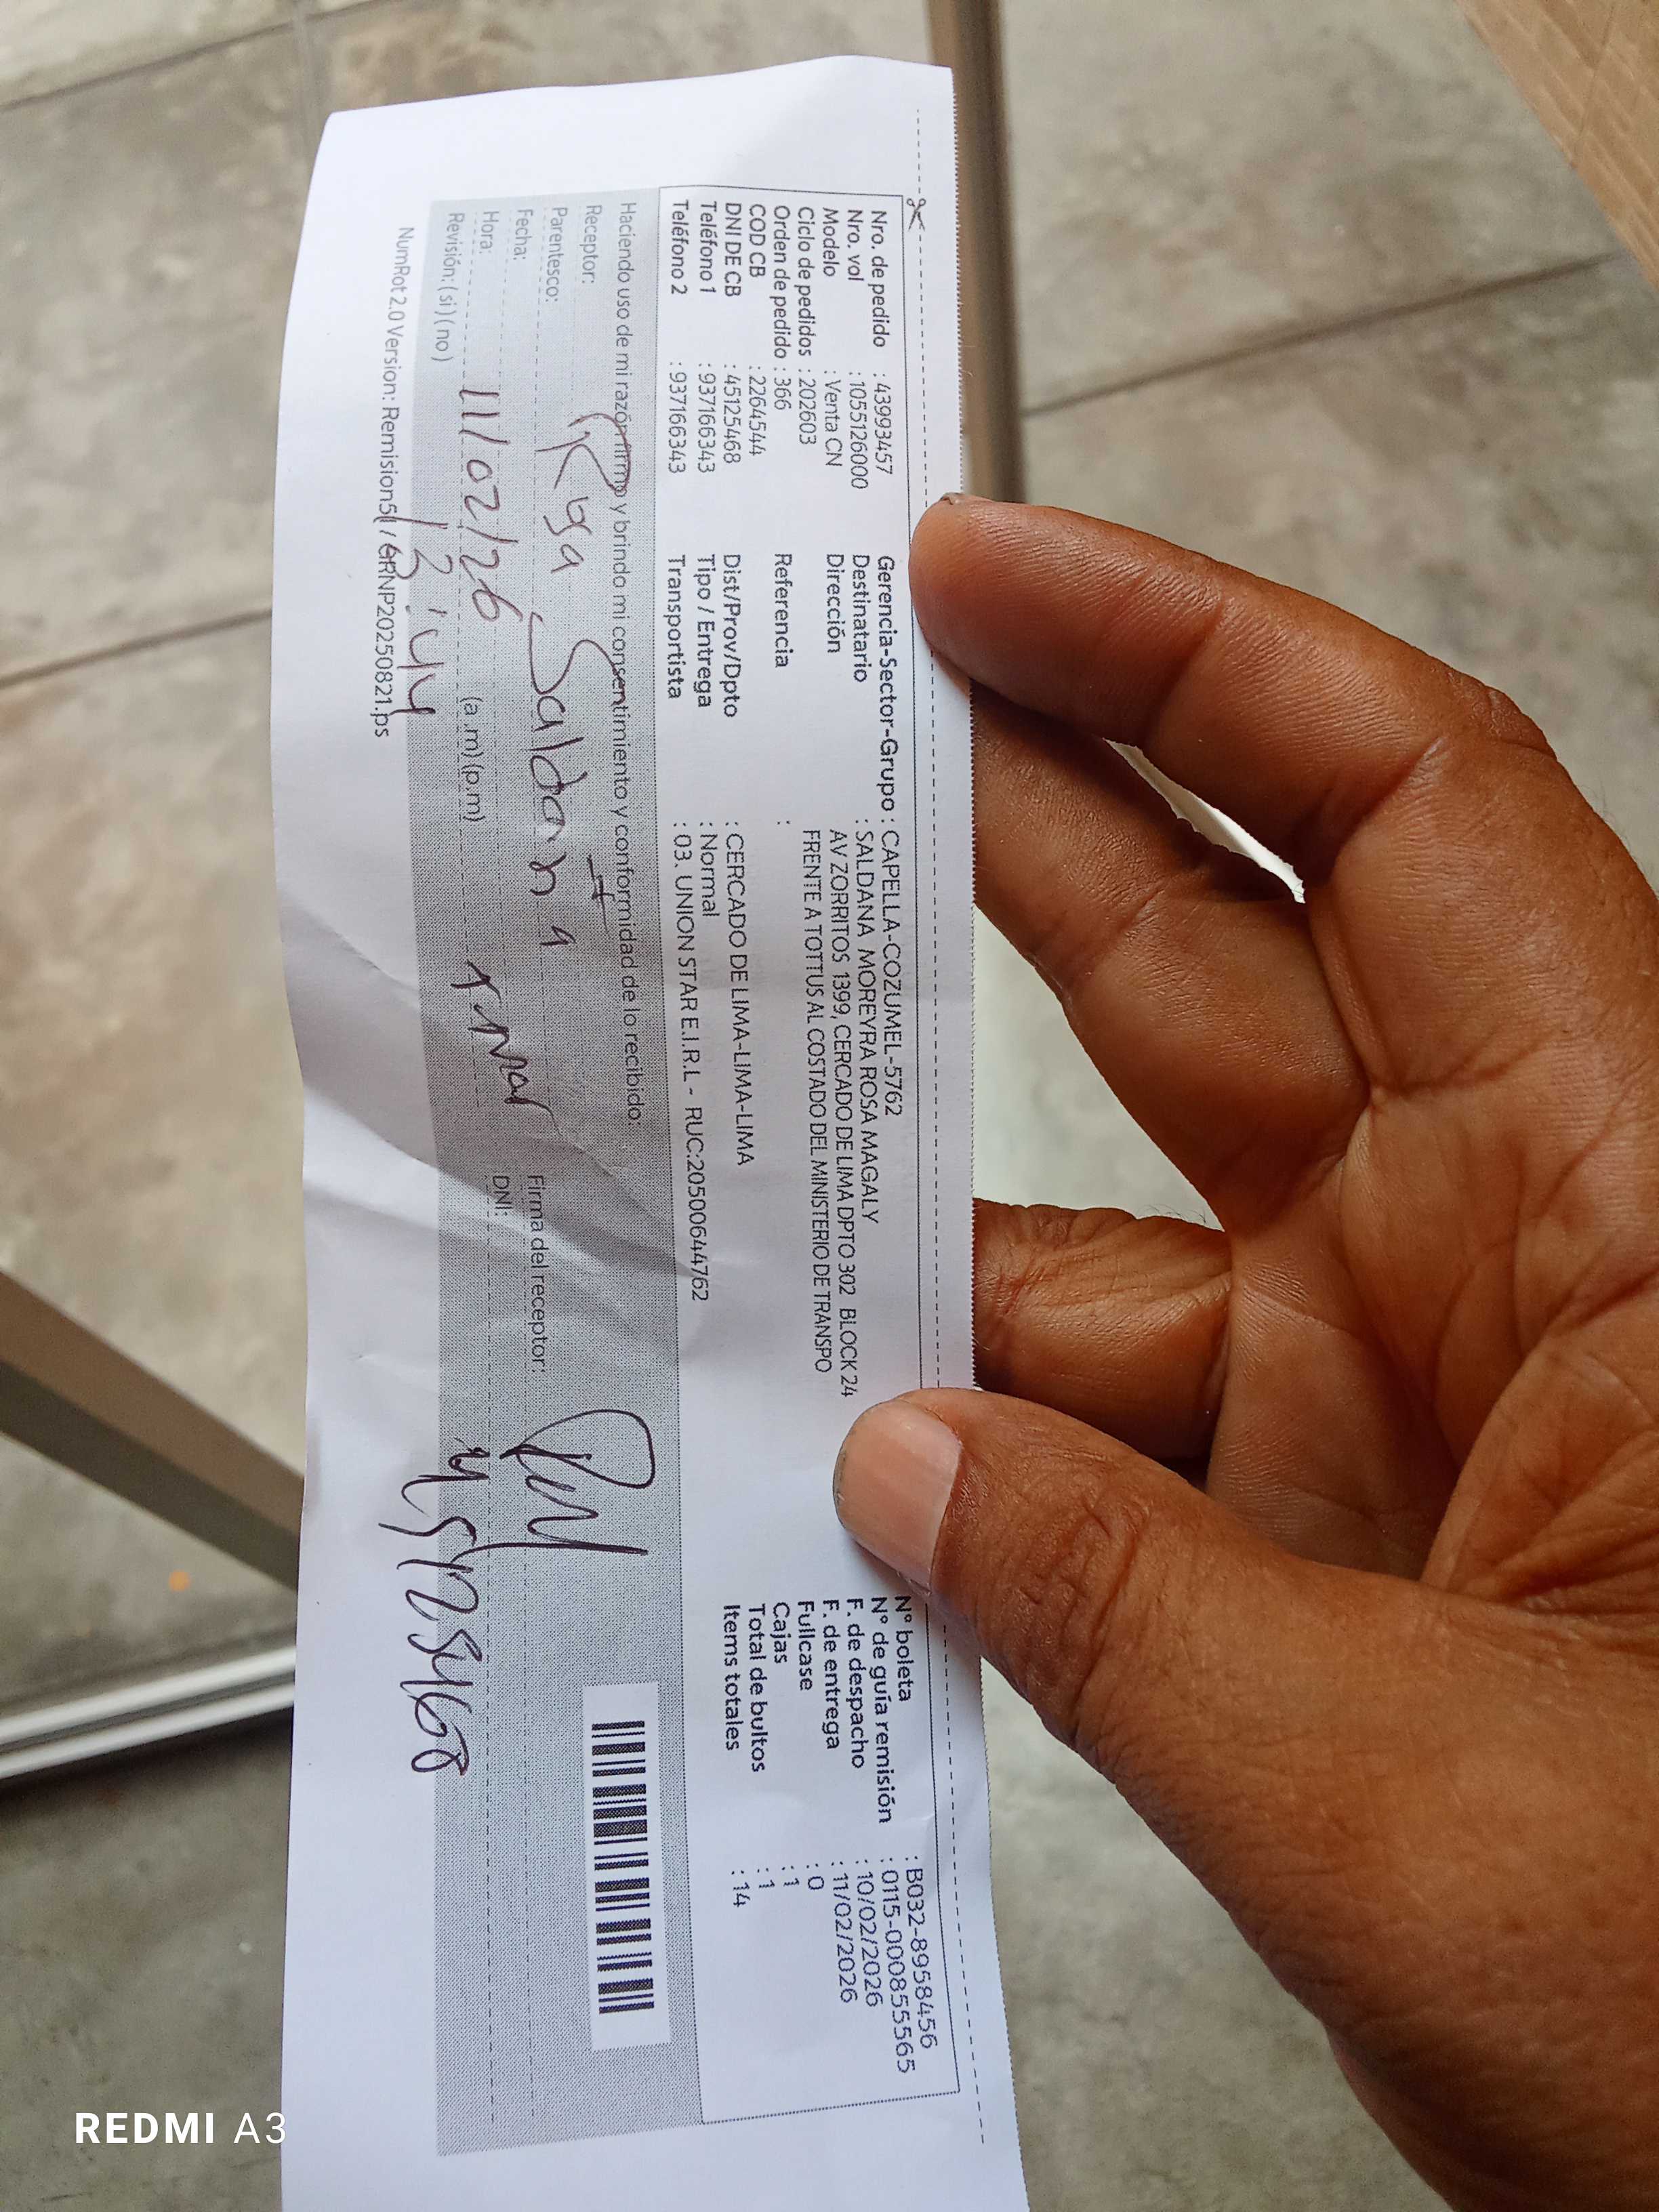 Nro. de pedido : 43993457
Nro. vol : 1055126000
Modelo : Venta CN
Ciclo de pedidos : 202603
Orden de pedido : 366
COD CB : 2264544
DNI DE CB : 45125468
Teléfono 1 : 937166343
Teléfono 2 : 937166343
Gerencia-Sector-Grupo : CAPELLA-COZUMEL-5762
Destinatario : SALDANA MOREYRA ROSA MAGALY
Dirección AV ZORRITOS 1399, CERCADO DE LIMA DPTO 302 BLOCK 24
FRENTE A TOTTUS AL COSTADO DEL MINISTERIO DE TRANSPO
Referencia :
Dist/Prov/Dpto : CERCADO DE LIMA-LIMA-LIMA
Tipo / Entrega : Normal
Transportista : 03. UNION STAR E.I.R.L - RUC:20500644762
N° boleta : B032-8958456
N° de guía remisión : 0115-000855565
F. de despacho : 10/02/2026
F. de entrega : 11/02/2026
Fullcase : 0
Cajas : 1
Total de bultos : 1
Items totales : 14
Haciendo uso de mi razón firmo y brindo mi consentimiento y conformidad de lo recibido:
Receptor: Rosa Saldaña
Parentesco:
Fecha: 11/02/26
Hora: (a.m) (p.m)
Revisión: ( si ) ( no )
Firma del receptor:
DNI: 45125468
NumRot 2.0 Version: Remision51 / GRNP20250821.ps
REDMI A3